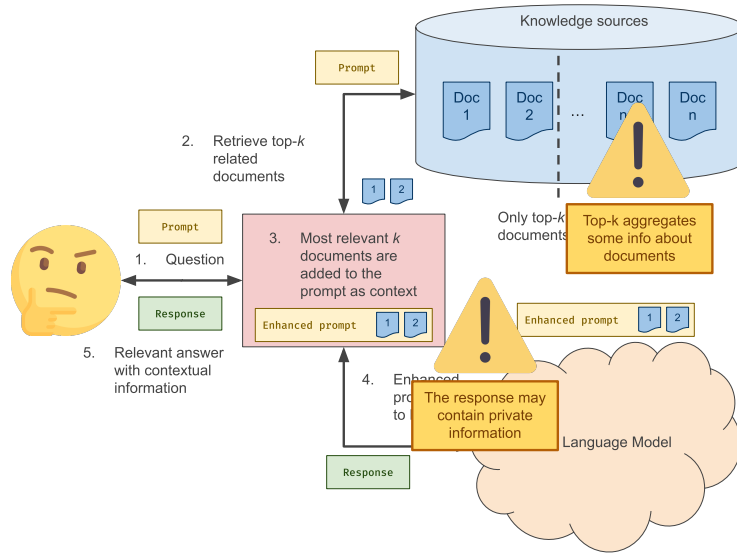 Knowledge sources
Prompt
Doc
1
Doc
2
...
Doc
Doc
n
2. Retrieve top-k
related
documents
1 2
Only top-k
documents
Top-k aggregates
some info about
documents
Prompt
1. Question
Response
5. Relevant answer
with contextual
information
3. Most relevant k
documents are
added to the
prompt as context
Enhanced prompt 1 2
Enhanced prompt 1 2
4. Enhanced
to
The response may
contain private
information
Language Model
Response